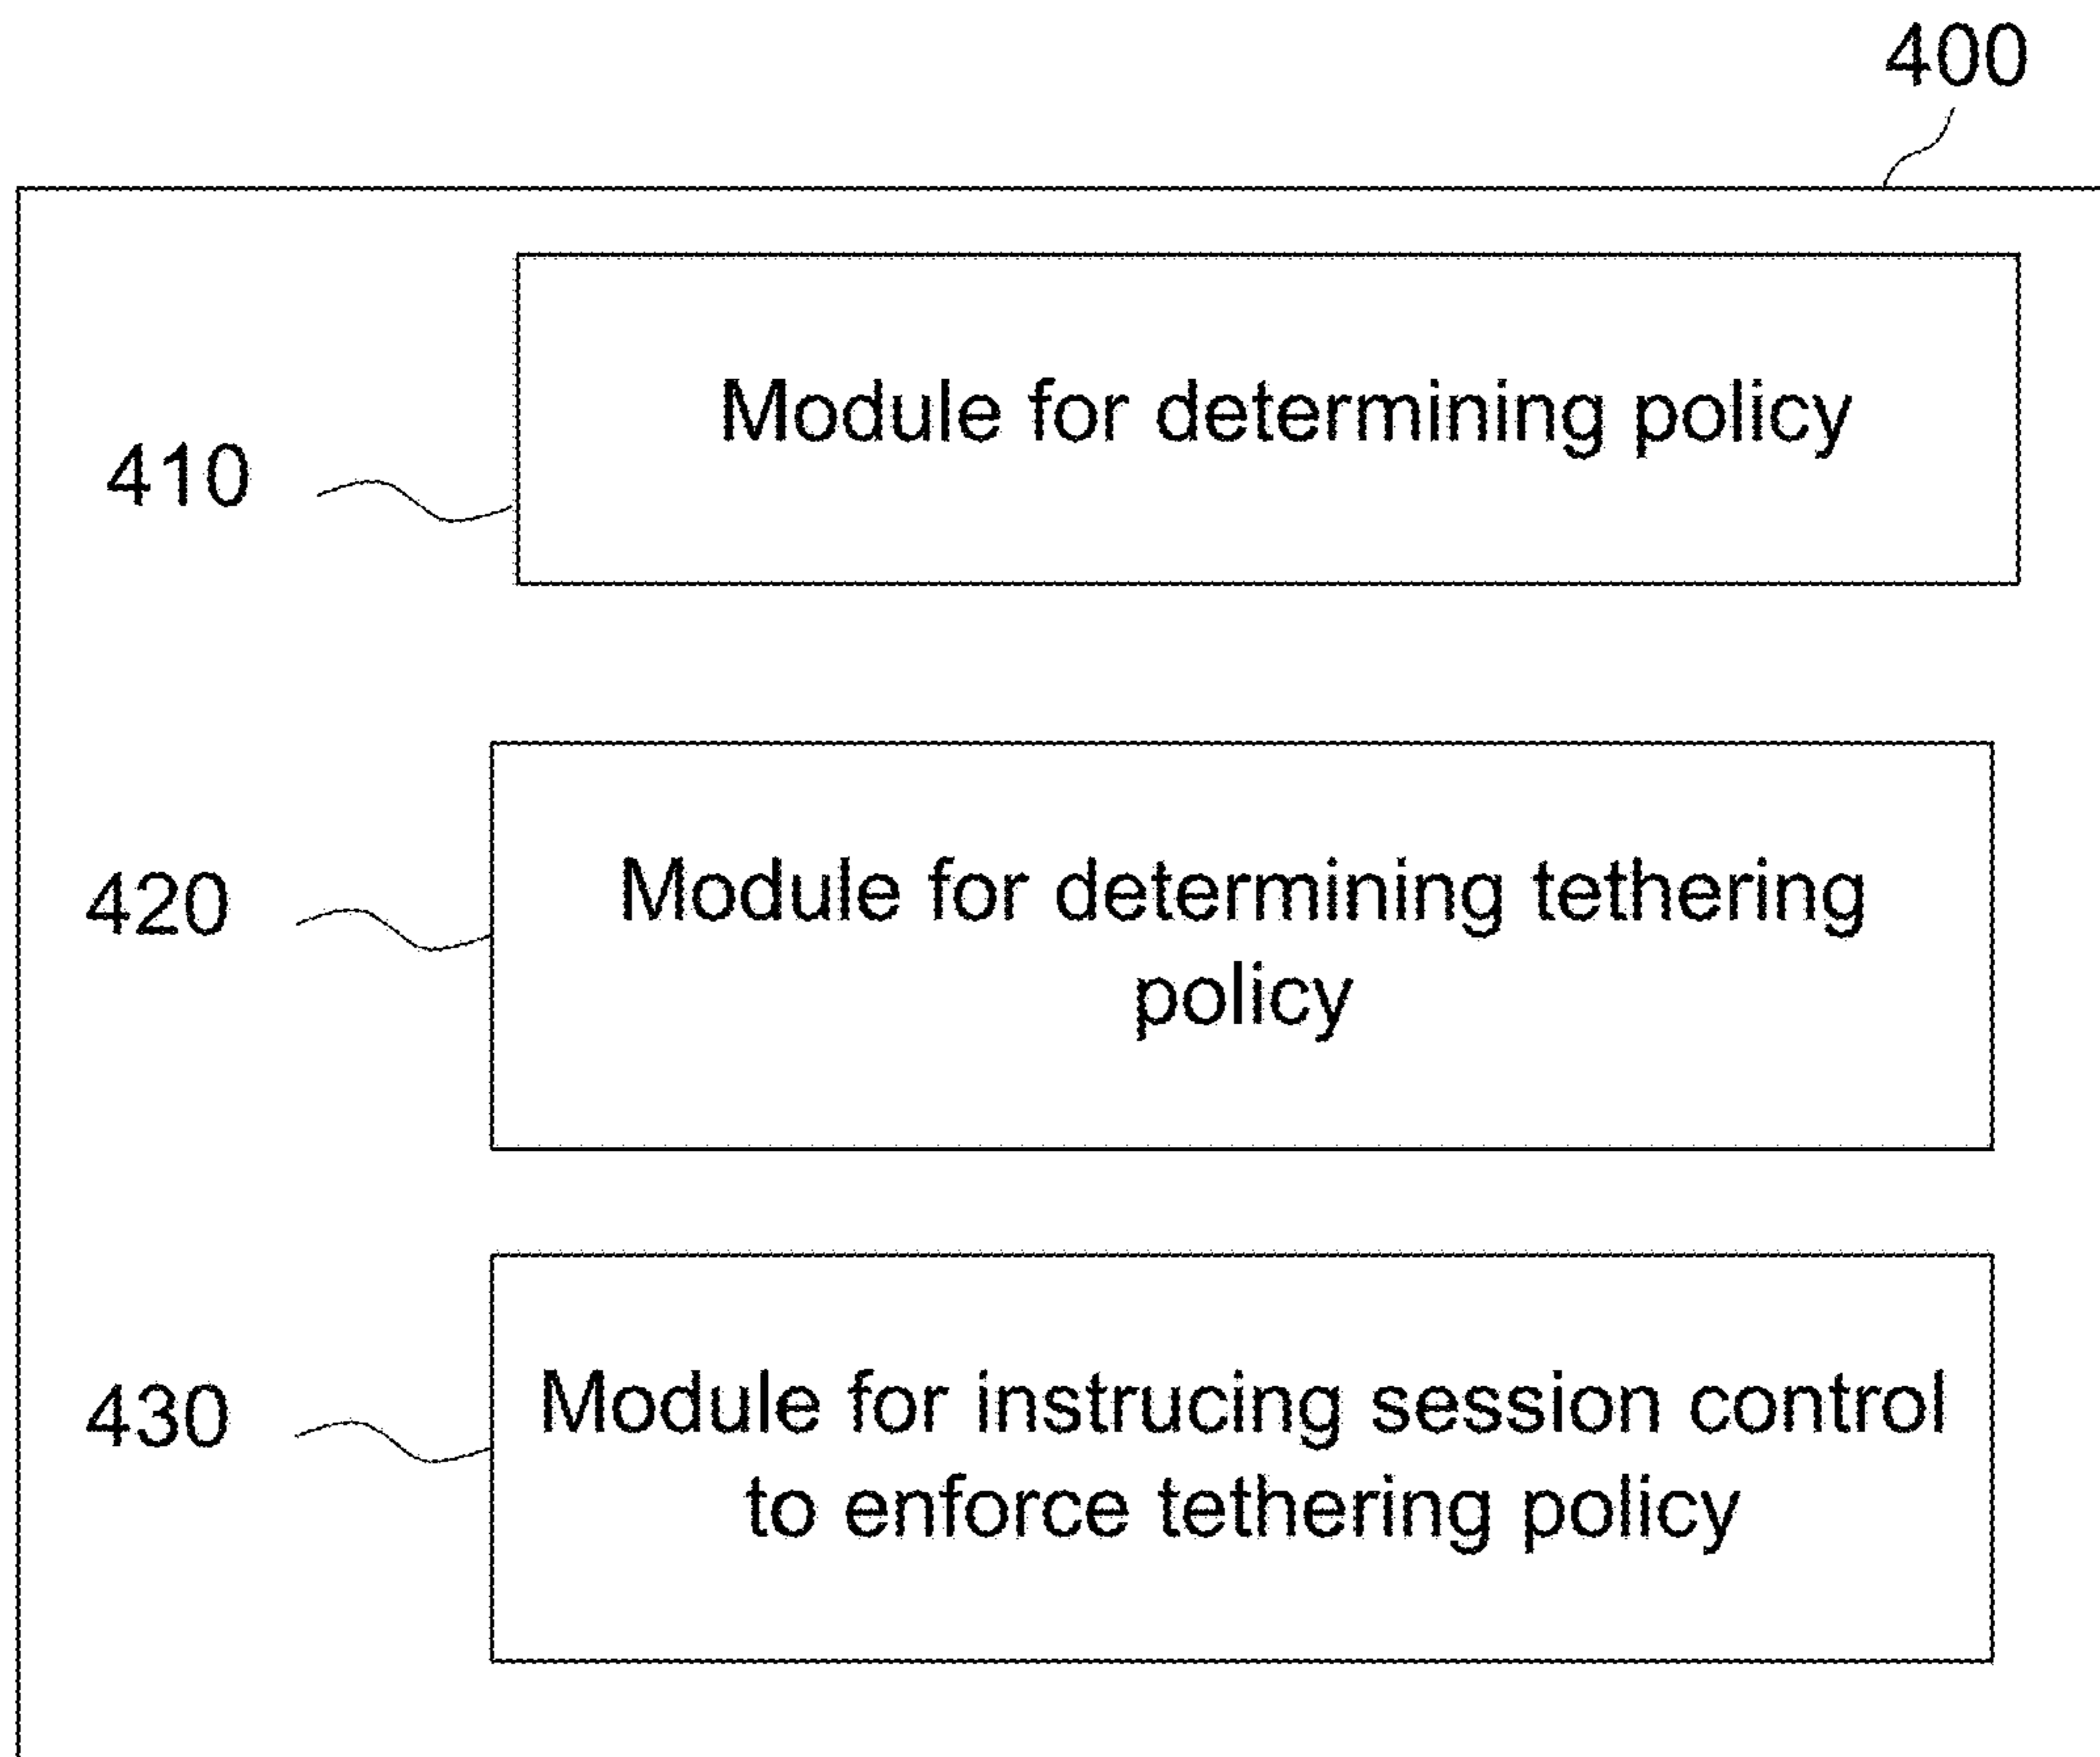 400
410
Module for determining policy
420
Module for determining tethering
policy
430
Module for instrucing session control
to enforce tethering policy